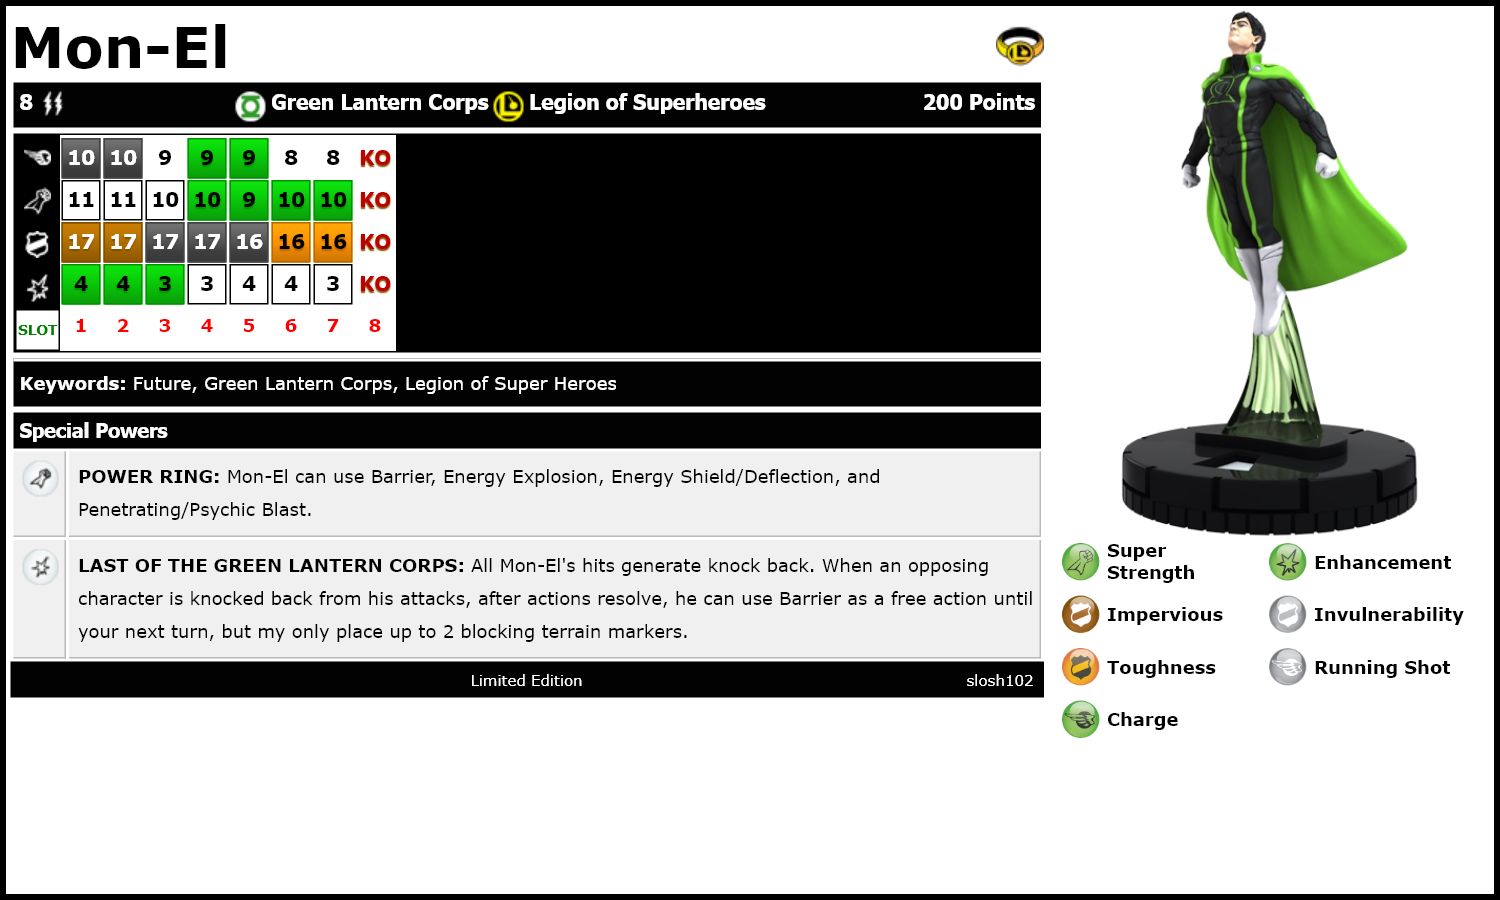 Mon-El
8 Green Lantern Corps Legion of Superheroes 200 Points
10 10 9 9 9 8 8 KO
11 11 10 10 9 10 10 KO
17 17 17 17 16 16 16 KO
4 4 3 3 4 4 3 KO
SLOT 1 2 3 4 5 6 7 8
Keywords: Future, Green Lantern Corps, Legion of Super Heroes
Special Powers
POWER RING: Mon-El can use Barrier, Energy Explosion, Energy Shield/Deflection, and
Penetrating/Psychic Blast.
LAST OF THE GREEN LANTERN CORPS: All Mon-El's hits generate knock back. When an opposing
character is knocked back from his attacks, after actions resolve, he can use Barrier as a free action until
your next turn, but my only place up to 2 blocking terrain markers.
Limited Edition slosh102
Super
Strength
Enhancement
Impervious
Invulnerability
Toughness
Running Shot
Charge